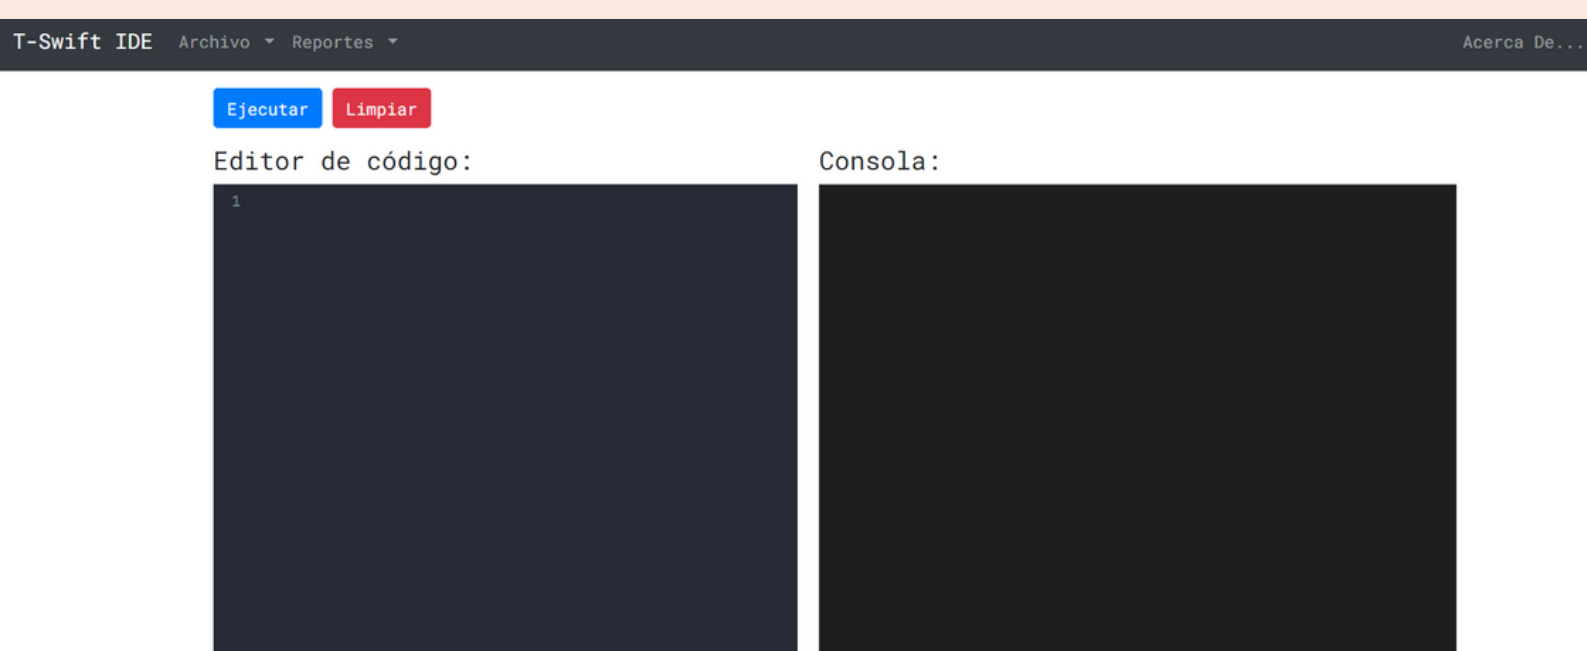 T-Swift IDE Archivo Reportes Acerca De...
Ejecutar Limpiar
Editor de código: Consola:
1